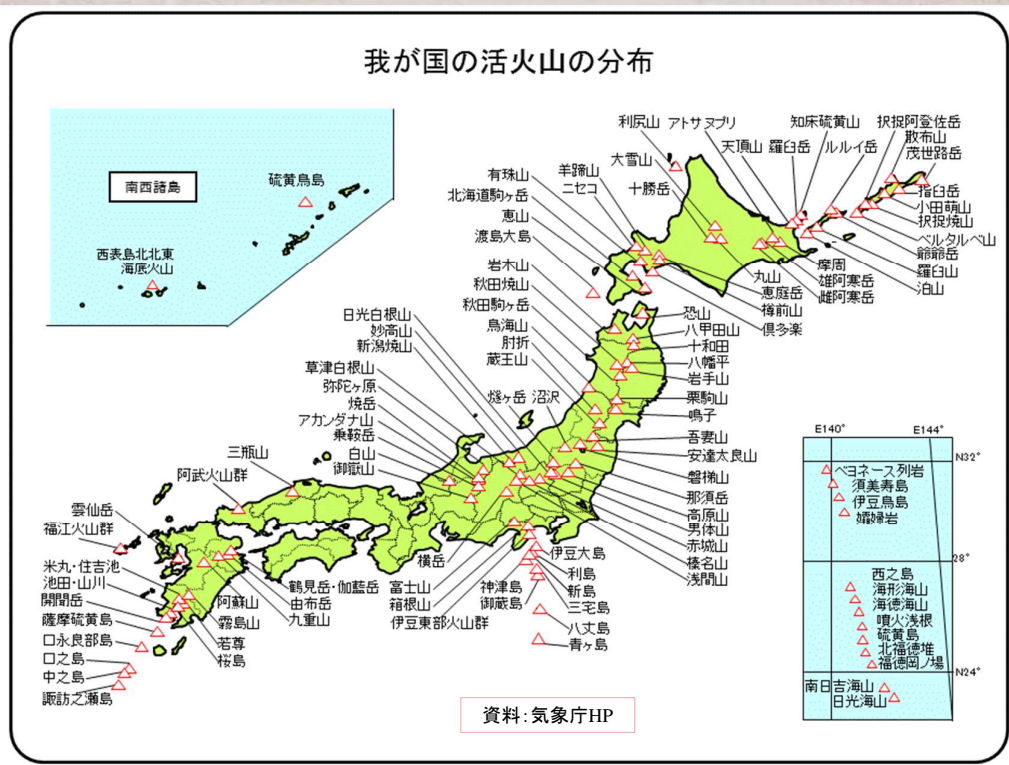 我が国の活火山の分布
南西諸島
硫黄鳥島
西表島北北東
海底火山
利尻山
アトサヌプリ
知床硫黄山
択捉阿登佐岳
散布山
茂世路岳
天頂山
羅臼岳
ルルイ岳
大雪山
羊蹄山
ニセコ
十勝岳
有珠山
北海道駒ヶ岳
恵山
渡島大島
指臼岳
小田萌山
択捉焼山
ベルタルベ山
爺爺岳
羅臼山
泊山
摩周
雄阿寒岳
雌阿寒岳
丸山
恵庭岳
樽前山
倶多楽
岩木山
秋田焼山
秋田駒ヶ岳
鳥海山
肘折
蔵王山
恐山
八甲田山
十和田
八幡平
岩手山
栗駒山
鳴子
日光白根山
妙高山
新潟焼山
草津白根山
弥陀ヶ原
焼岳
アカンダナ山
乗鞍岳
白山
御嶽山
燧ヶ岳
沼沢
吾妻山
安達太良山
磐梯山
那須岳
高原山
男体山
赤城山
榛名山
浅間山
三瓶山
阿武火山群
雲仙岳
福江火山群
米丸・住吉池
池田・山川
開聞岳
薩摩硫黄島
口永良部島
口之島
中之島
諏訪之瀬島
阿蘇山
霧島山
若尊
桜島
鶴見岳・伽藍岳
由布岳
九重山
横岳
富士山
箱根山
伊豆東部火山群
伊豆大島
利島
新島
神津島
御蔵島
三宅島
八丈島
青ヶ島
E140°
E144°
N32°
ベヨネース列岩
須美寿島
伊豆鳥島
孀婦岩
28°
西之島
海形海山
海徳海山
噴火浅根
硫黄島
北福徳堆
福徳岡ノ場
N24°
南日吉海山
日光海山
資料:気象庁HP